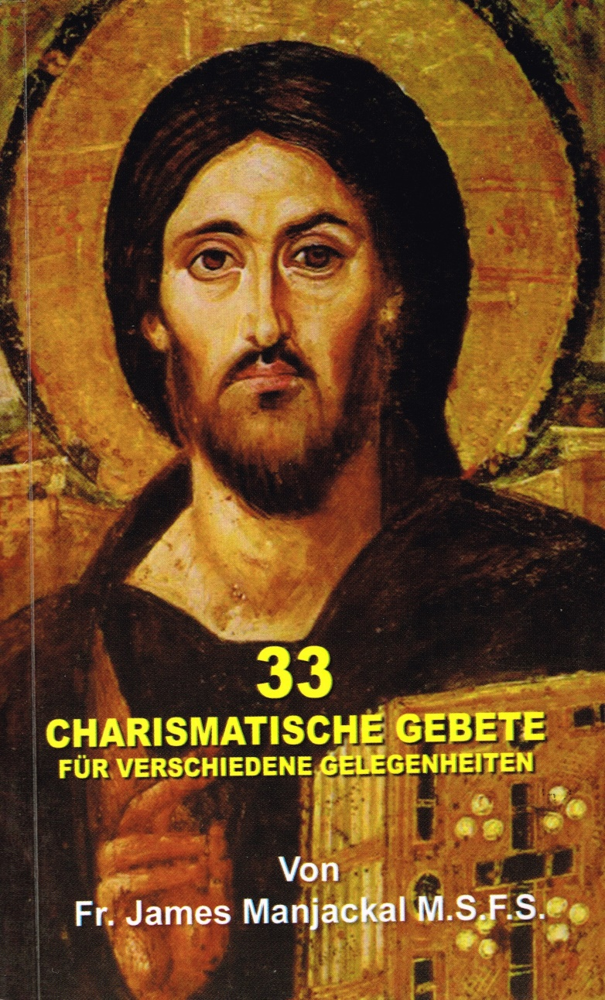 33
CHARISMATISCHE GEBETE
FÜR VERSCHIEDENE GELEGENHEITEN
Von
Fr. James Manjackal M.S.F.S.